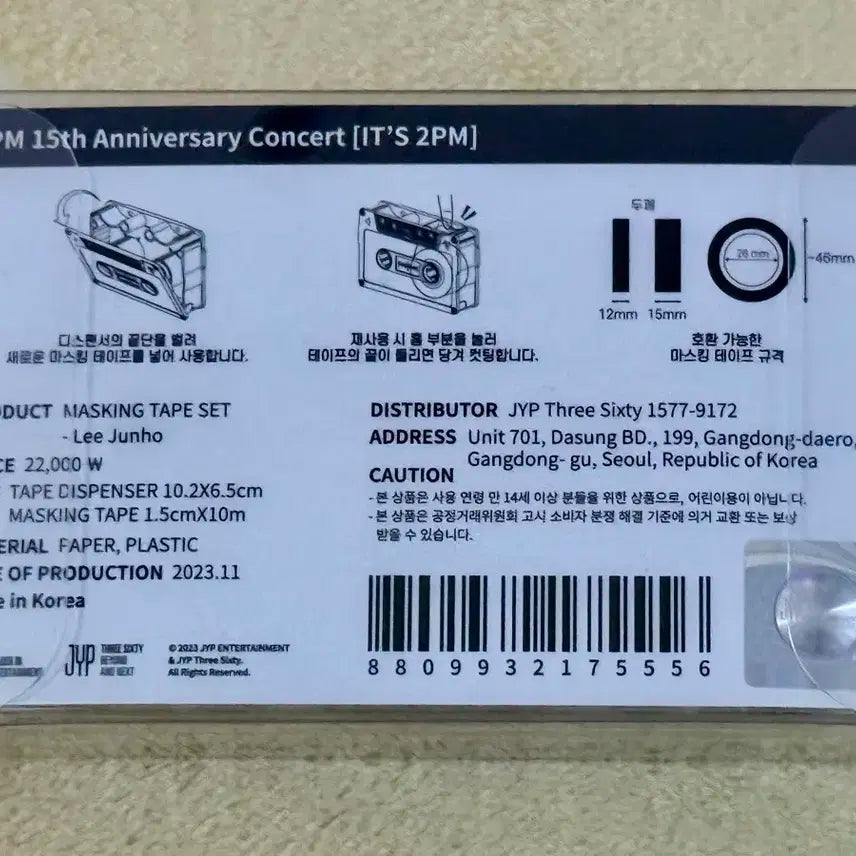 PM 15th Anniversary Concert [IT'S 2PM]
두께
28 mm
~46mm
12mm 15mm
디스펜서의 끝단을 벌려
새로운 마스킹 테이프를 넣어 사용합니다.
재사용 시 홈 부분을 눌러
테이프의 끝이 들리면 당겨 컷팅합니다.
호환 가능한
마스킹 테이프 규격
DUCT MASKING TAPE SET
- Lee Junho
CE 22,000 ₩
TAPE DISPENSER 10.2X6.5cm
MASKING TAPE 1.5cmX10m
ERIAL PAPER, PLASTIC
E OF PRODUCTION 2023.11
e in Korea
DISTRIBUTOR JYP Three Sixty 1577-9172
ADDRESS Unit 701, Dasung BD., 199, Gangdong-daero,
Gangdong- gu, Seoul, Republic of Korea
CAUTION
- 본 상품은 사용 연령 만 14세 이상 분들을 위한 상품으로, 어린이용이 아닙니다.
- 본 상품은 공정거래위원회 고시 소비자 분쟁 해결 기준에 의거 교환 또는 보상
받을 수 있습니다.
JYP THREE SIXTY
BEYOND
AND NEXT
© 2023 JYP ENTERTAINMENT
& JYP Three Sixty.
All Rights Reserved.
8809932175556